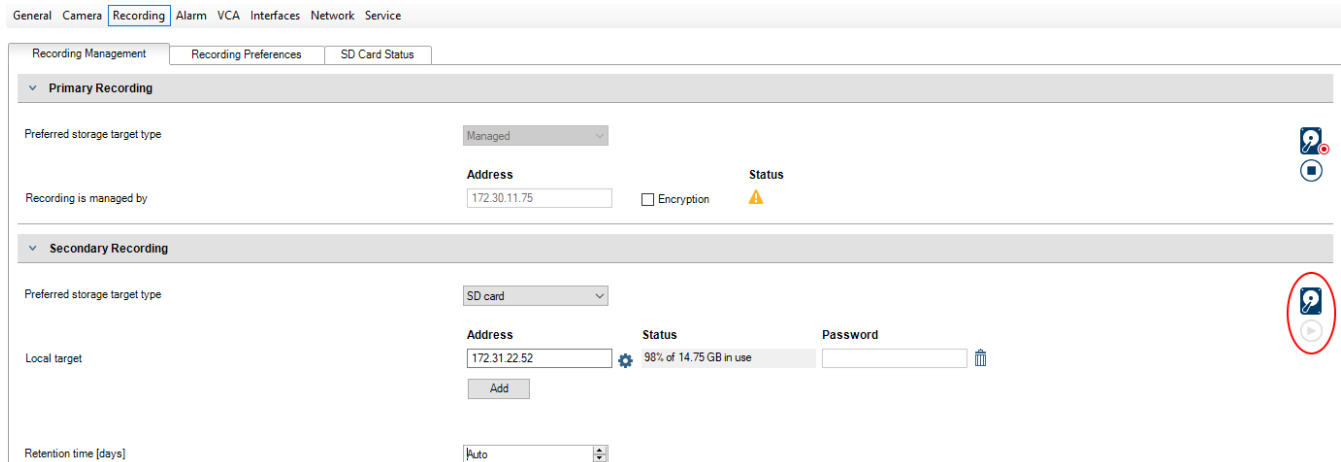 General Camera Recording Alarm VCA Interfaces Network Service
Recording Management Recording Preferences SD Card Status
Primary Recording
Preferred storage target type Managed
Address Status
Recording is managed by 172.30.11.75 Encryption
Secondary Recording
Preferred storage target type SD card
Address Status Password
Local target 172.31.22.52 98% of 14.75 GB in use
Add
Retention time [days] Auto